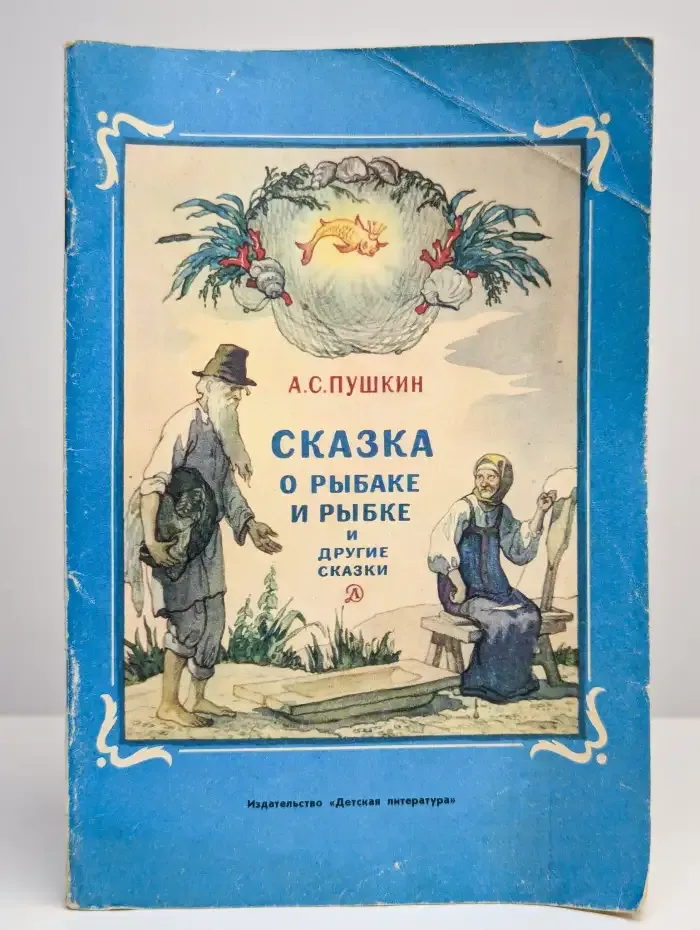 А.С.ПУШКИН
СКАЗКА
О РЫБАКЕ
И РЫБКЕ
И
ДРУГИЕ
СКАЗКИ
Издательство «Детская литература»